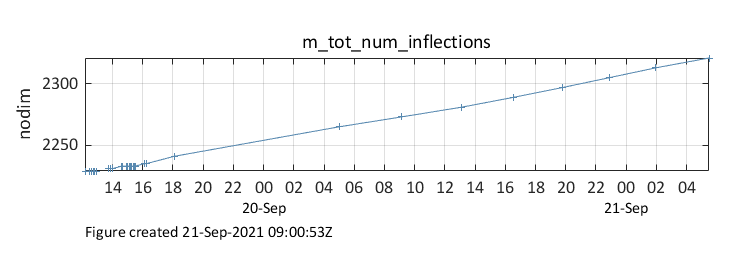 m_tot_num_inflections
nodim
2300
2250
14 16 18 20 22 00 02 04 06 08 10 12 14 16 18 20 22 00 02 04
20-Sep 21-Sep
Figure created 21-Sep-2021 09:00:53Z